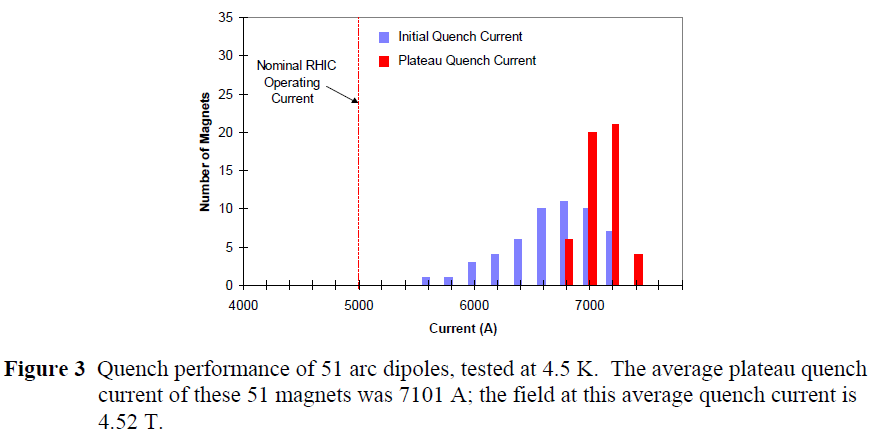 35
30
25
20
15
10
5
0
Number of Magnets
Nominal RHIC
Operating
Current
Initial Quench Current
Plateau Quench Current
4000 5000 6000 7000
Current (A)
Figure 3 Quench performance of 51 arc dipoles, tested at 4.5 K. The average plateau quench
current of these 51 magnets was 7101 A; the field at this average quench current is
4.52 T.